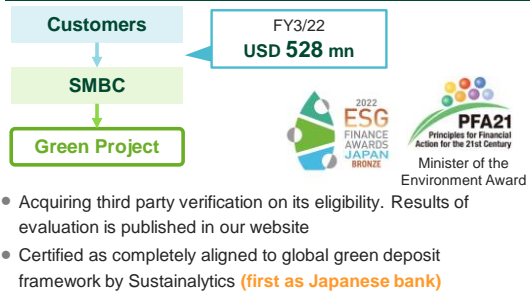 Customers
FY3/22
USD 528 mn
SMBC
Green Project
2022
ESG
FINANCE
AWARDS
JAPAN
BRONZE
PFA21
Principles for Financial
Action for the 21st Century
Minister of the
Environment Award
• Acquiring third party verification on its eligibility. Results of
evaluation is published in our website
• Certified as completely aligned to global green deposit
framework by Sustainalytics (first as Japanese bank)